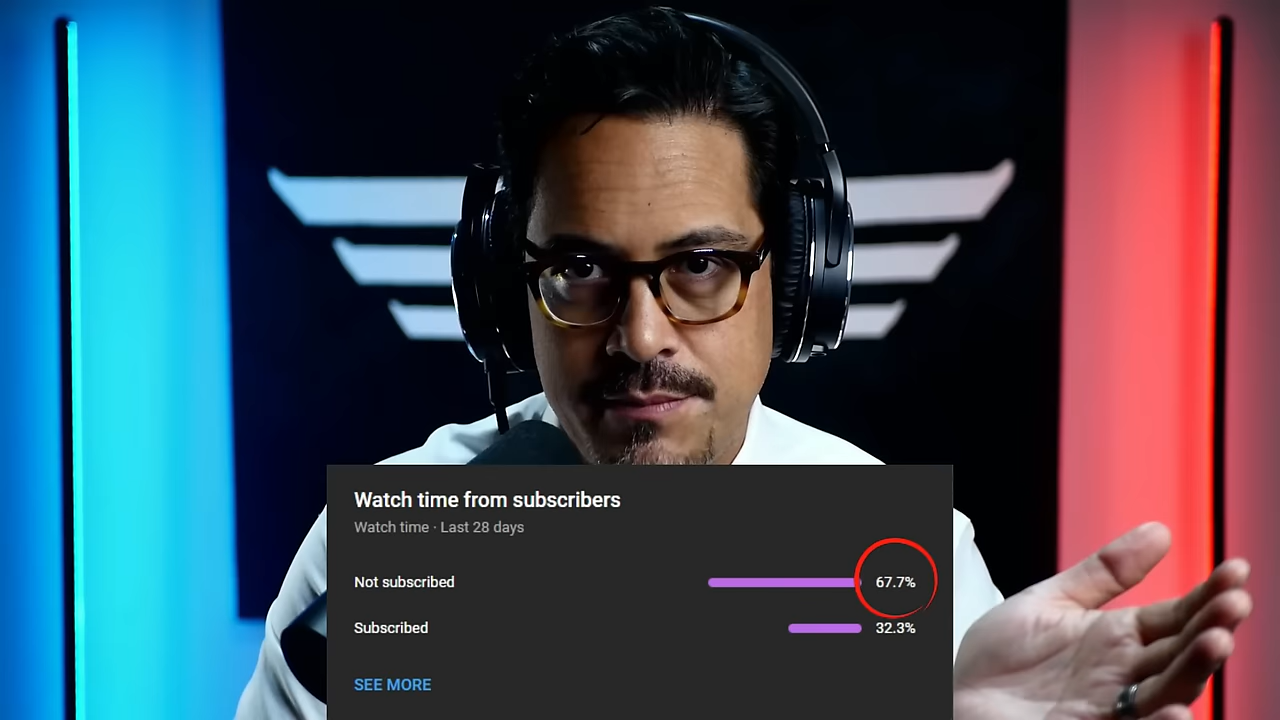 Watch time from subscribers
Watch time · Last 28 days
Not subscribed 67.7%
Subscribed 32.3%
SEE MORE